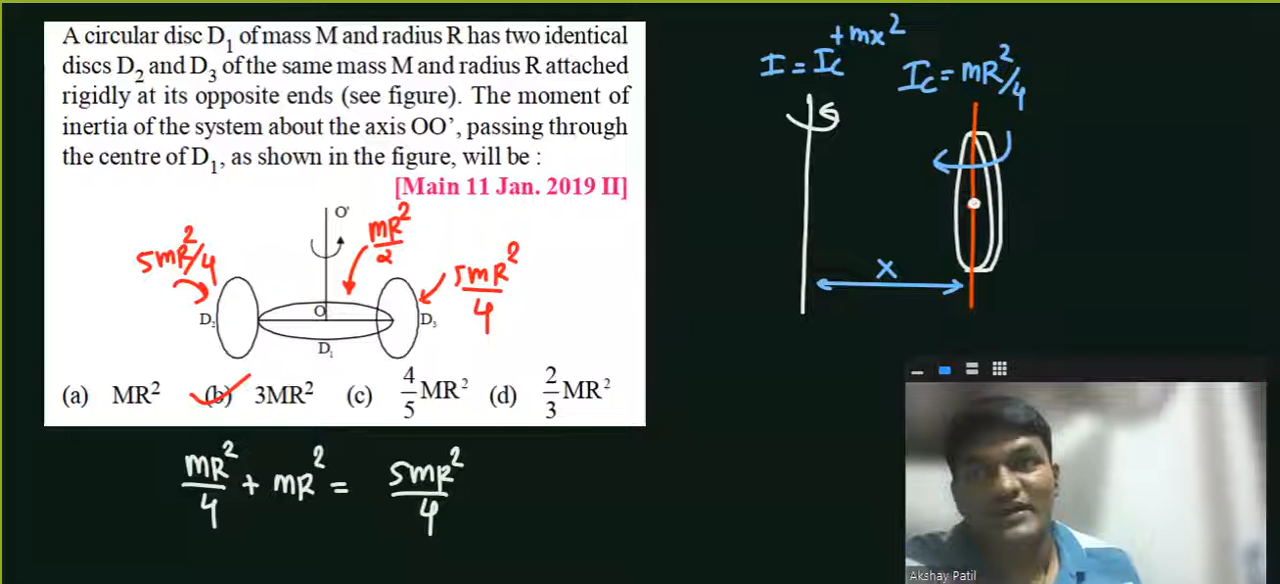 A circular disc D1 of mass M and radius R has two identical
discs D2 and D3 of the same mass M and radius R attached
rigidly at its opposite ends (see figure). The moment of
inertia of the system about the axis OO’, passing through
the centre of D1, as shown in the figure, will be :
[Main 11 Jan. 2019 II]
O'
mR²/2
5mR²/4
5mR²/4
O
D2
D3
D1
(a) MR² (b) 3MR² (c) 4/5 MR² (d) 2/3 MR²
mR²/4 + mR² = 5mR²/4
I = Ic + mx²
Ic = mR²/4
x
Akshay Patil